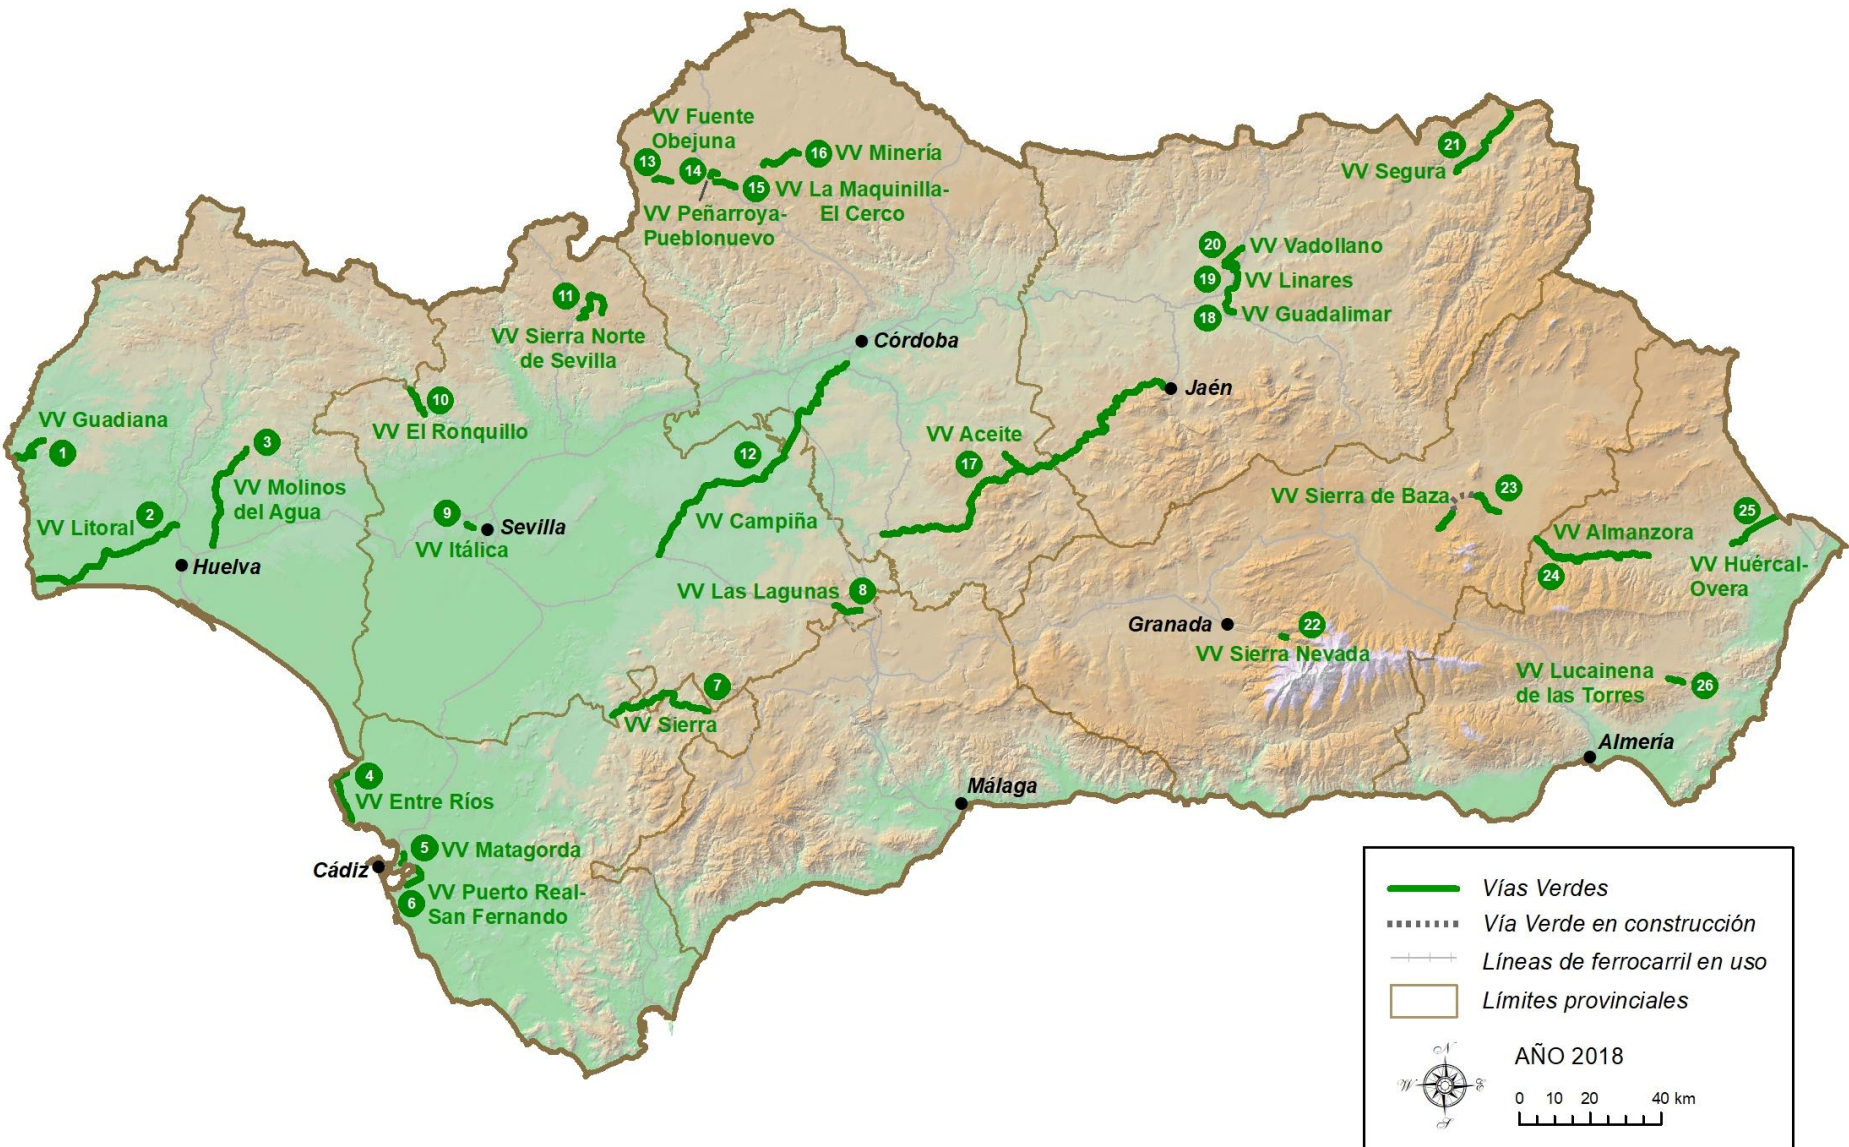 VV Fuente
Obejuna
13
14
16
VV Minería
15
VV La Maquinilla-
El Cerco
VV Peñarroya-
Pueblonuevo
21
VV Segura
20
VV Vadollano
19
VV Linares
18
VV Guadalimar
11
VV Sierra Norte
de Sevilla
Córdoba
Jaén
10
VV El Ronquillo
VV Guadiana
1
3
VV Molinos
del Agua
2
VV Litoral
Huelva
9
Sevilla
VV Itálica
12
VV Campiña
VV Aceite
17
VV Sierra de Baza
23
VV Almanzora
24
25
VV Huércal-
Overa
VV Las Lagunas
8
Granada
22
VV Sierra Nevada
VV Lucainena
de las Torres
26
7
VV Sierra
Almería
Málaga
4
VV Entre Ríos
5
VV Matagorda
Cádiz
VV Puerto Real-
San Fernando
6
Vías Verdes
Vía Verde en construcción
Líneas de ferrocarril en uso
Límites provinciales
N
W
E
S
AÑO 2018
0 10 20 40 km